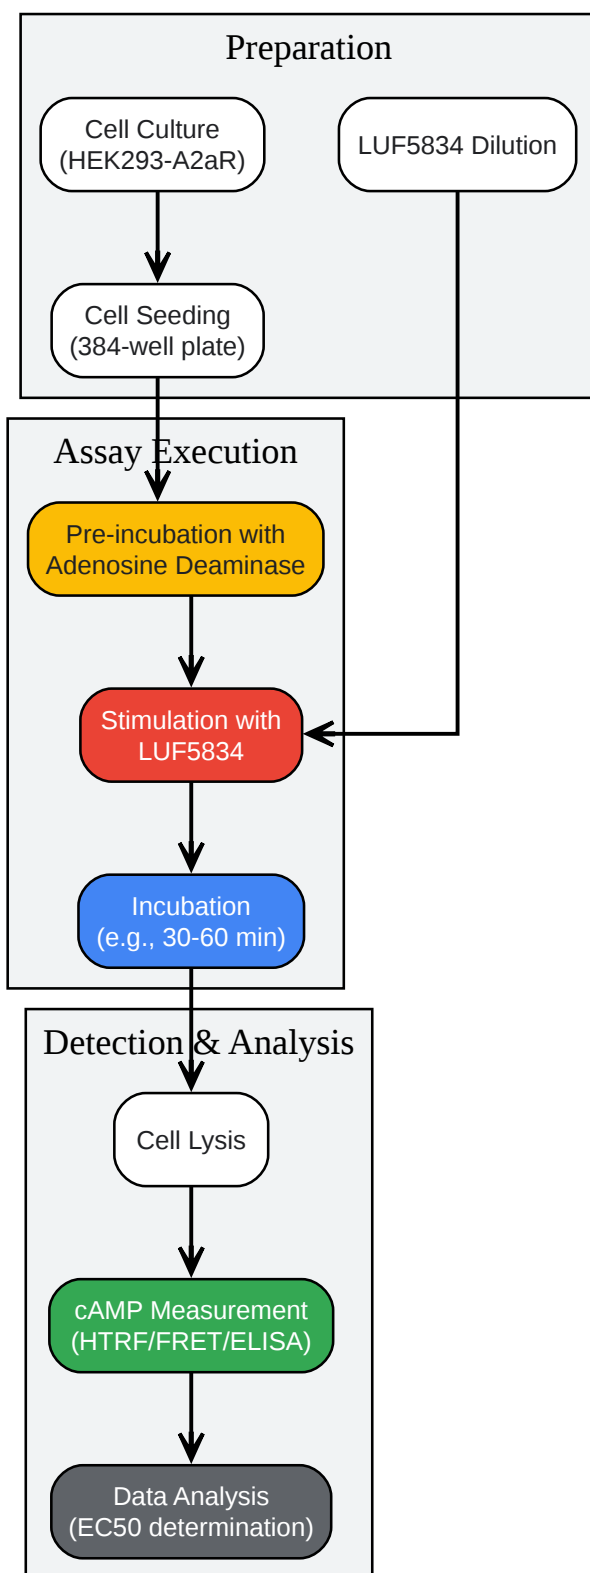 Preparation
Cell Culture
(HEK293-A2aR)
LUF5834 Dilution
Cell Seeding
(384-well plate)
Assay Execution
Pre-incubation with
Adenosine Deaminase
Stimulation with
LUF5834
Incubation
(e.g., 30-60 min)
Detection & Analysis
Cell Lysis
cAMP Measurement
(HTRF/FRET/ELISA)
Data Analysis
(EC50 determination)